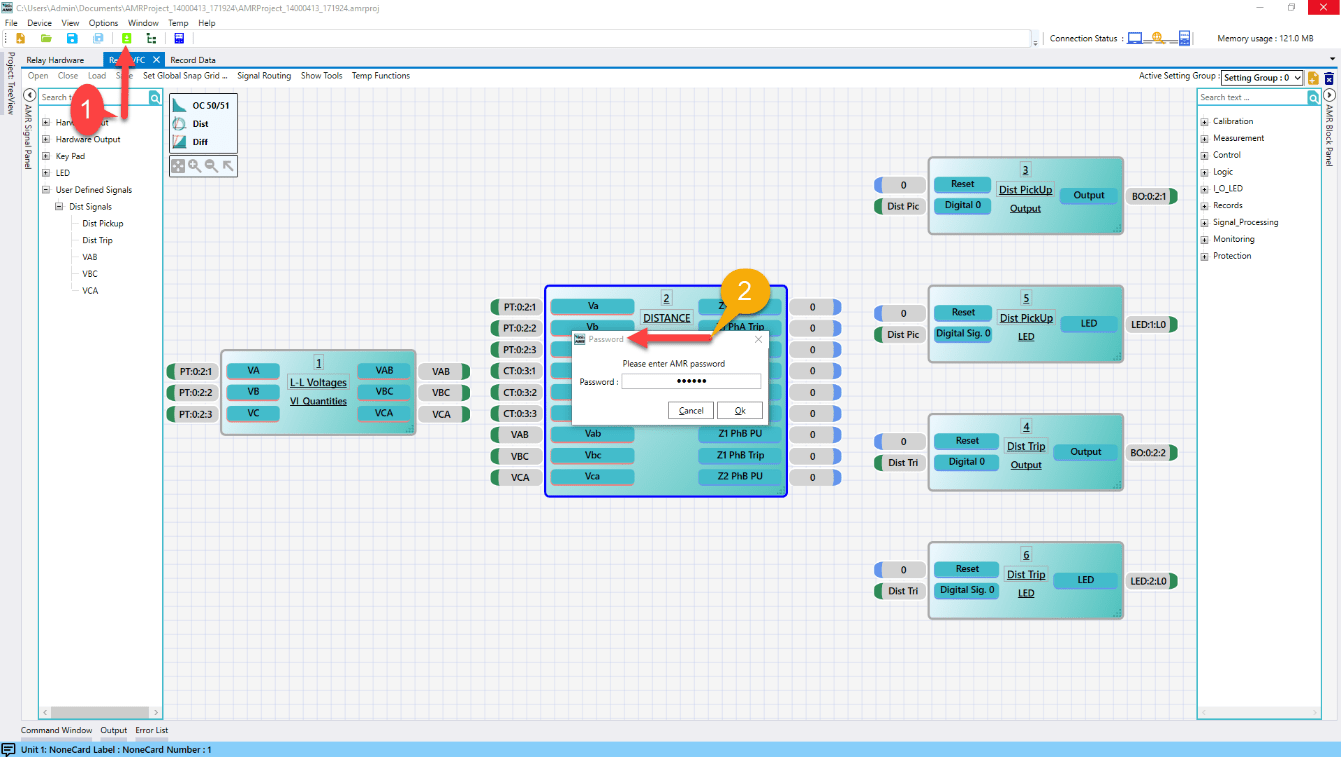 C:\Users\Admin\Documents\AMRProject_14000413_171924\AMRProject_14000413_171924.amrproj
File Device View Options Window Temp Help
Connection Status :
Memory usage : 121.0 MB
Relay Hardware
FC
Record Data
Open Close Load Set Global Snap Grid ... Signal Routing Show Tools Temp Functions
Active Setting Group :
Setting Group : 0
Project: TreeView
AMR Signal Panel
Search
1
Hardware Output
Key Pad
LED
User Defined Signals
Dist Signals
Dist Pickup
Dist Trip
VAB
VBC
VCA
OC 50/51
Dist
Diff
PT:0:2:1
PT:0:2:2
PT:0:2:3
VA
VB
VC
1
L-L Voltages
VI_Quantities
VAB
VBC
VCA
VAB
VBC
VCA
PT:0:2:1
PT:0:2:2
PT:0:2:3
CT:0:3:1
CT:0:3:2
CT:0:3:3
VAB
VBC
VCA
Va
Vb
Vab
Vbc
Vca
2
DISTANCE
PhA Trip
Z1 PhB PU
Z1 PhB Trip
Z2 PhB PU
0
0
0
0
0
0
0
0
0
2
Password
Please enter AMR password
Password :
••••••
Cancel
Ok
0
Dist Pic
Reset
Digital 0
3
Dist PickUp
Output
Output
BO:0:2:1
0
Dist Pic
Reset
Digital Sig. 0
5
Dist PickUp
LED
LED
LED:1:L0
0
Dist Tri
Reset
Digital 0
4
Dist Trip
Output
Output
BO:0:2:2
0
Dist Tri
Reset
Digital Sig. 0
6
Dist Trip
LED
LED
LED:2:L0
Search text ...
Calibration
Measurement
Control
Logic
I_O_LED
Records
Signal_Processing
Monitoring
Protection
AMR Block Panel
Command Window Output Error List
Unit 1: NoneCard Label : NoneCard Number : 1